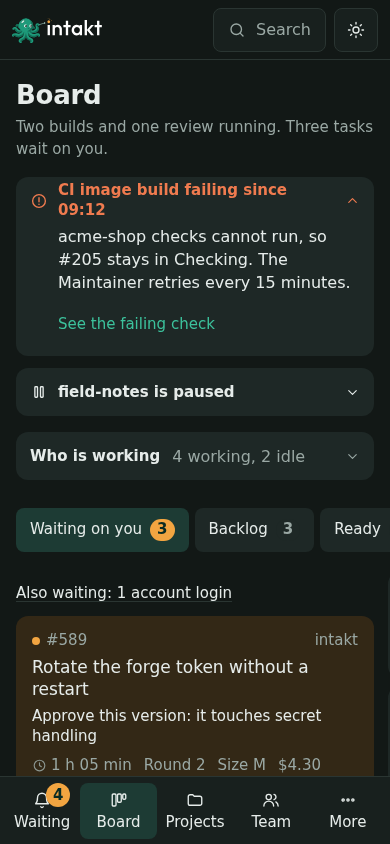 intakt
Search
Board
Two builds and one review running. Three tasks
wait on you.
CI image build failing since
09:12
acme-shop checks cannot run, so
#205 stays in Checking. The
Maintainer retries every 15 minutes.
See the failing check
field-notes is paused
Who is working 4 working, 2 idle
Waiting on you 3 Backlog 3 Ready
Also waiting: 1 account login
#589 intakt
Rotate the forge token without a
restart
Approve this version: it touches secret
handling
1 h 05 min Round 2 Size M $4.30
4
Waiting Board Projects Team More